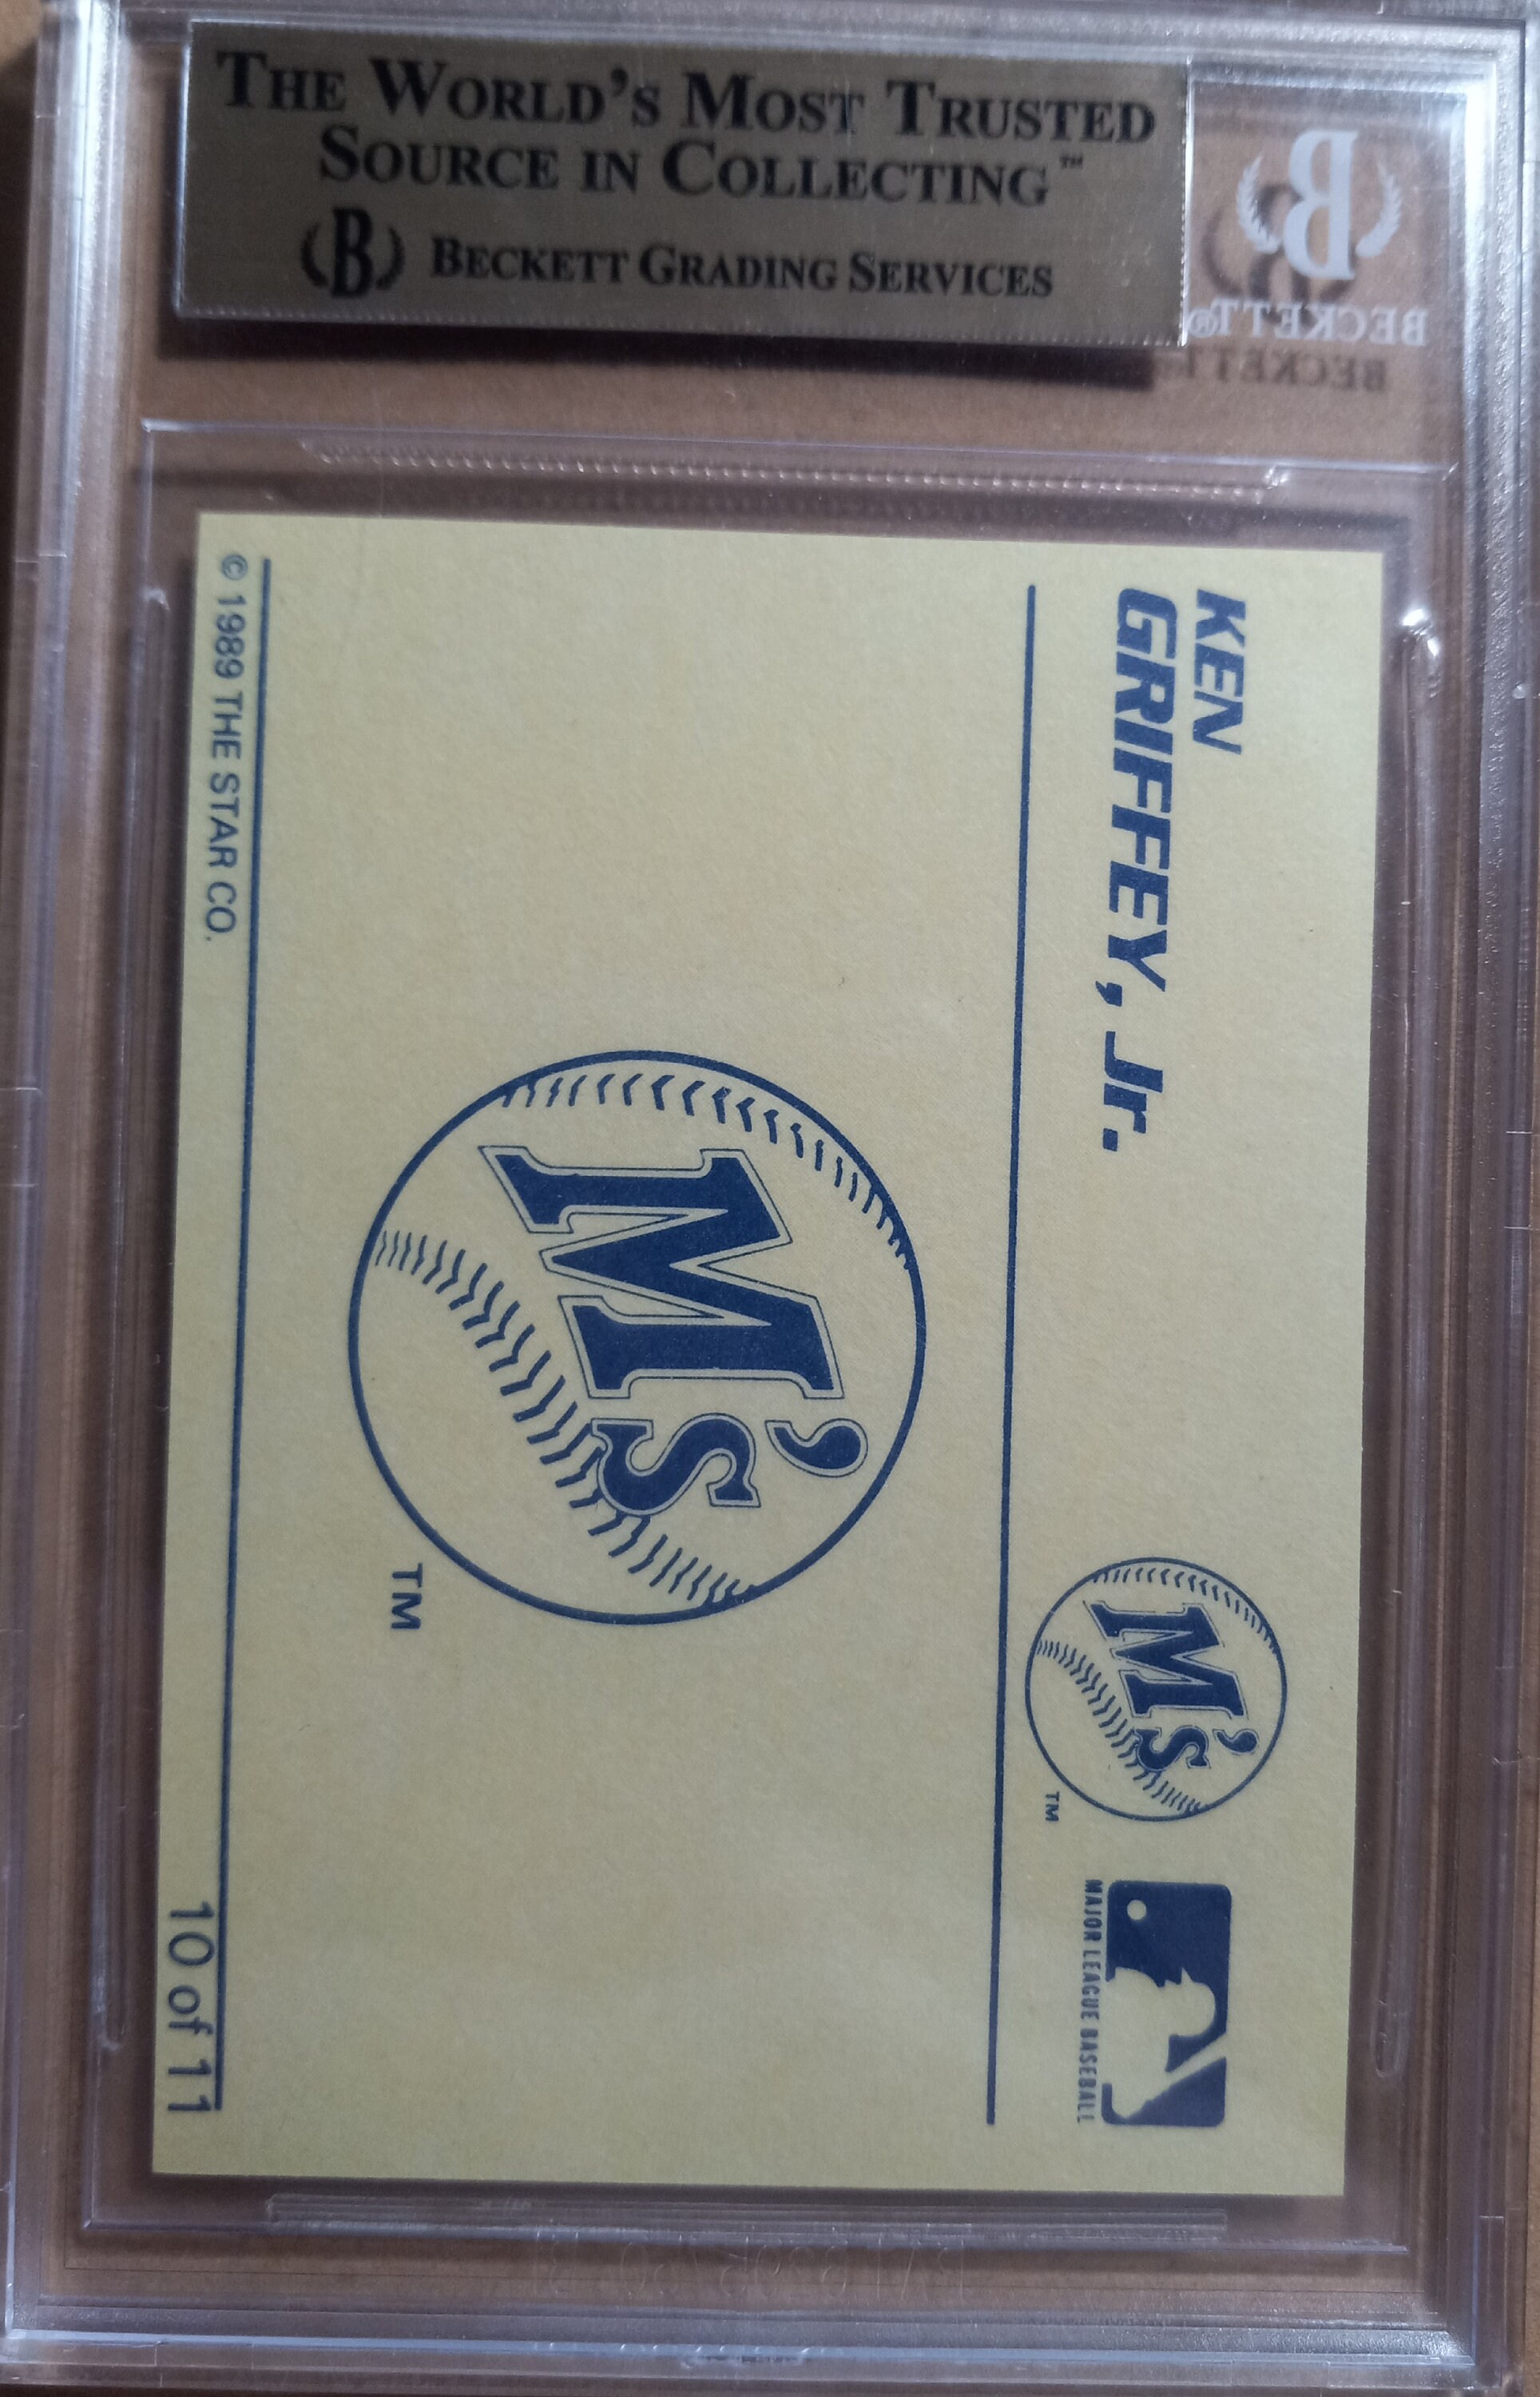 THE WORLD'S MOST TRUSTED
SOURCE IN COLLECTING™
B BECKETT GRADING SERVICES
B
BECKETT®
KEN
GRIFFEY, Jr.
M's
TM
MAJOR LEAGUE BASEBALL
M's
TM
© 1989 THE STAR CO.
10 of 11